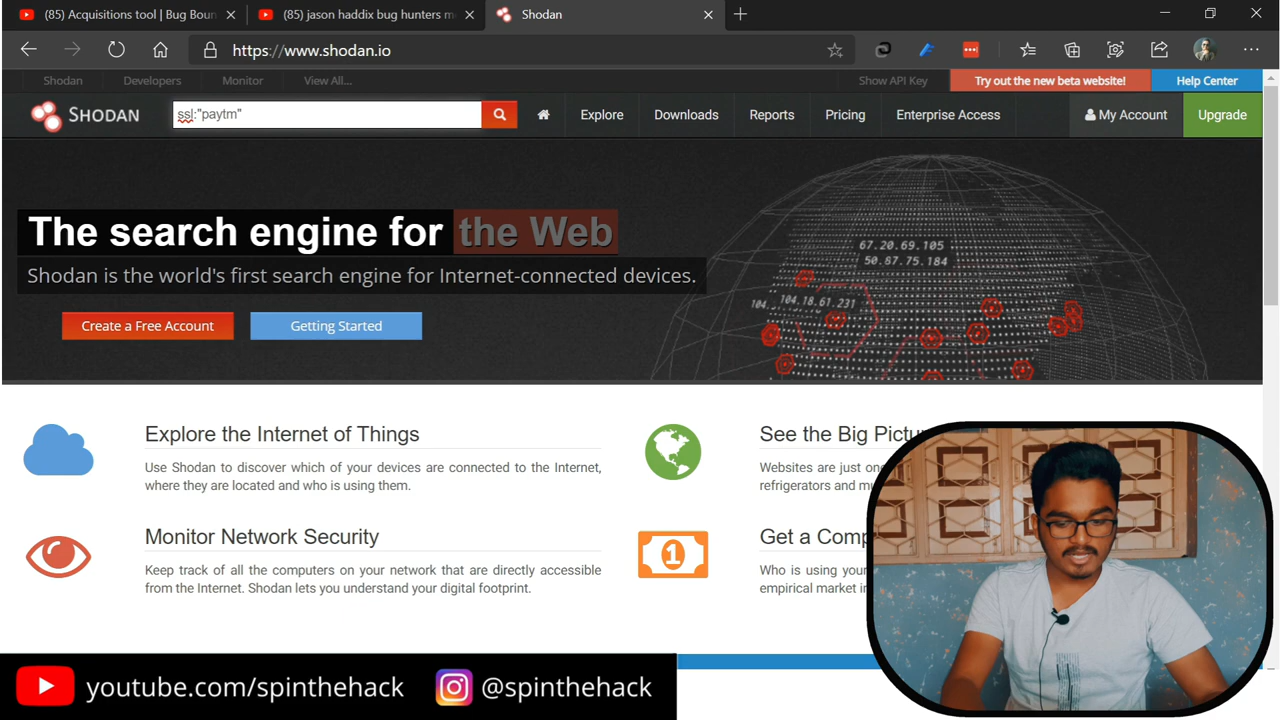 (85) Acquisitions tool | Bug Boun
(85) jason haddix bug hunters me
Shodan
https://www.shodan.io
Shodan
Developers
Monitor
View All...
Show API Key
Try out the new beta website!
Help Center
SHODAN
ssl:"paytm"
Explore
Downloads
Reports
Pricing
Enterprise Access
My Account
Upgrade
The search engine for the Web
Shodan is the world's first search engine for Internet-connected devices.
Create a Free Account
Getting Started
67.20.69.105
50.87.75.184
104.
104.18.61.231
Explore the Internet of Things
Use Shodan to discover which of your devices are connected to the Internet,
where they are located and who is using them.
See the Big Pictu
Websites are just one
refrigerators and mu
Monitor Network Security
Keep track of all the computers on your network that are directly accessible
from the Internet. Shodan lets you understand your digital footprint.
Get a Comp
Who is using your
empirical market in
youtube.com/spinthehack
@spinthehack